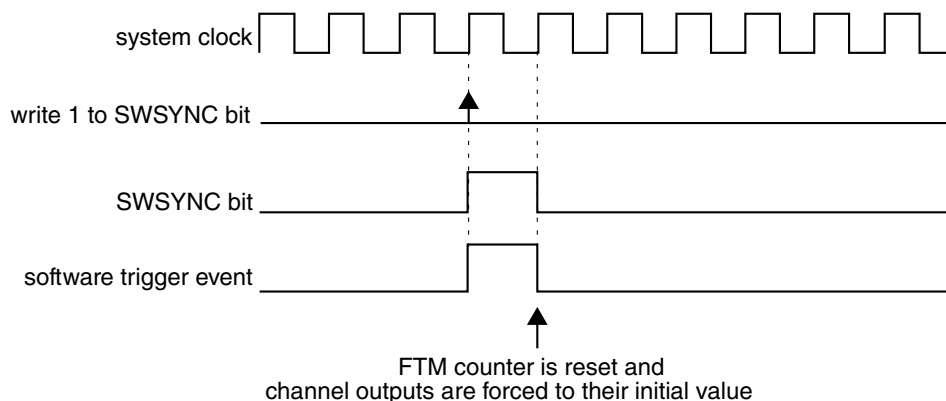 system clock
write 1 to SWSYNC bit
SWSYNC bit
software trigger event
FTM counter is reset and
channel outputs are forced to their initial value